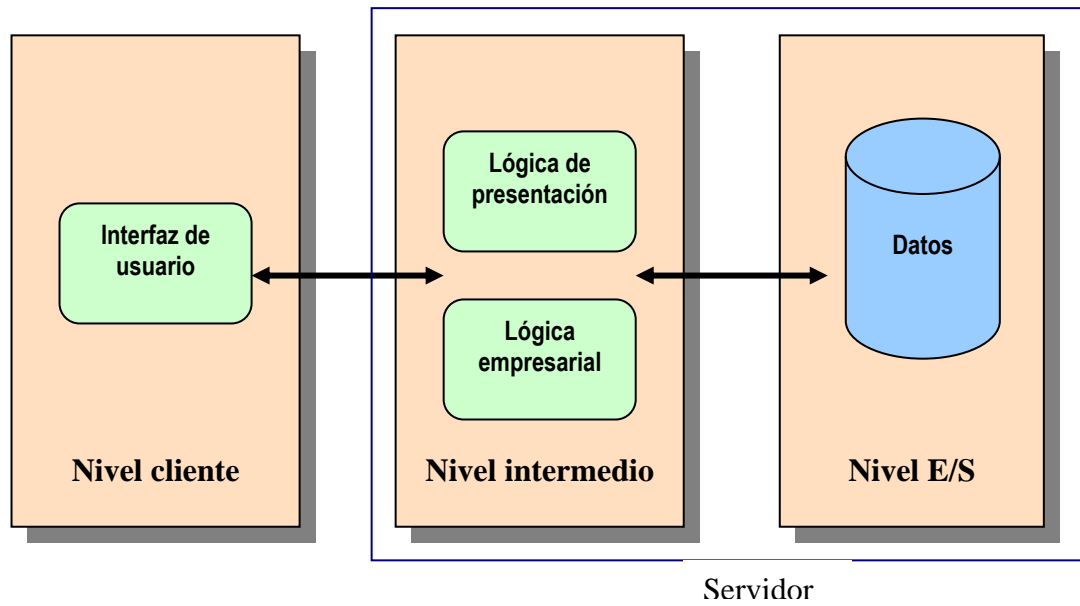 Interfaz de
usuario
Nivel cliente
Lógica de
presentación
Lógica
empresarial
Nivel intermedio
Datos
Nivel E/S
Servidor